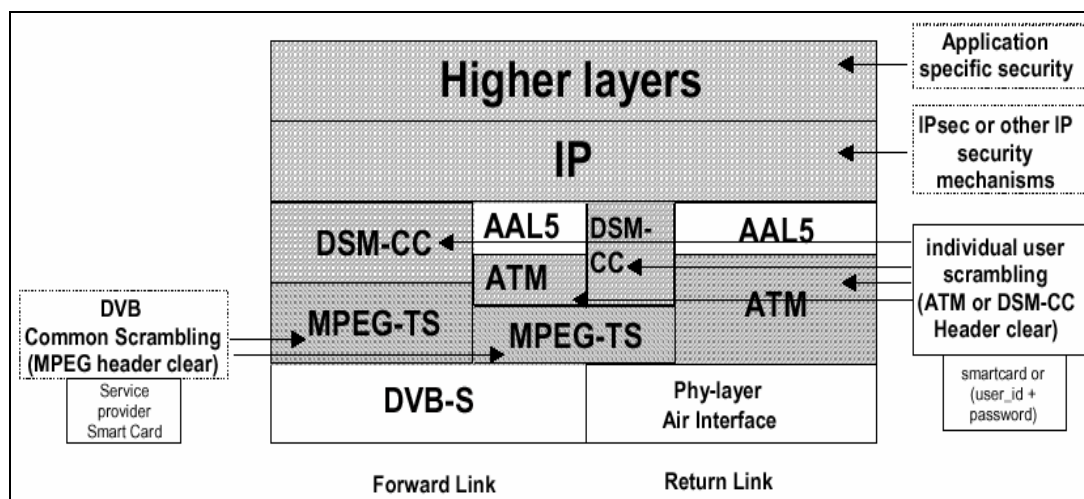 Application
specific security
Higher layers
IPsec or other IP
security
mechanisms
IP
AAL5
DSM-
CC
AAL5
DSM-CC
ATM
ATM
individual user
scrambling
(ATM or DSM-CC
Header clear)
DVB
Common Scrambling
(MPEG header clear)
MPEG-TS
MPEG-TS
Service
provider
Smart Card
smartcard or
(user_id +
password)
DVB-S
Phy-layer
Air Interface
Forward Link
Return Link